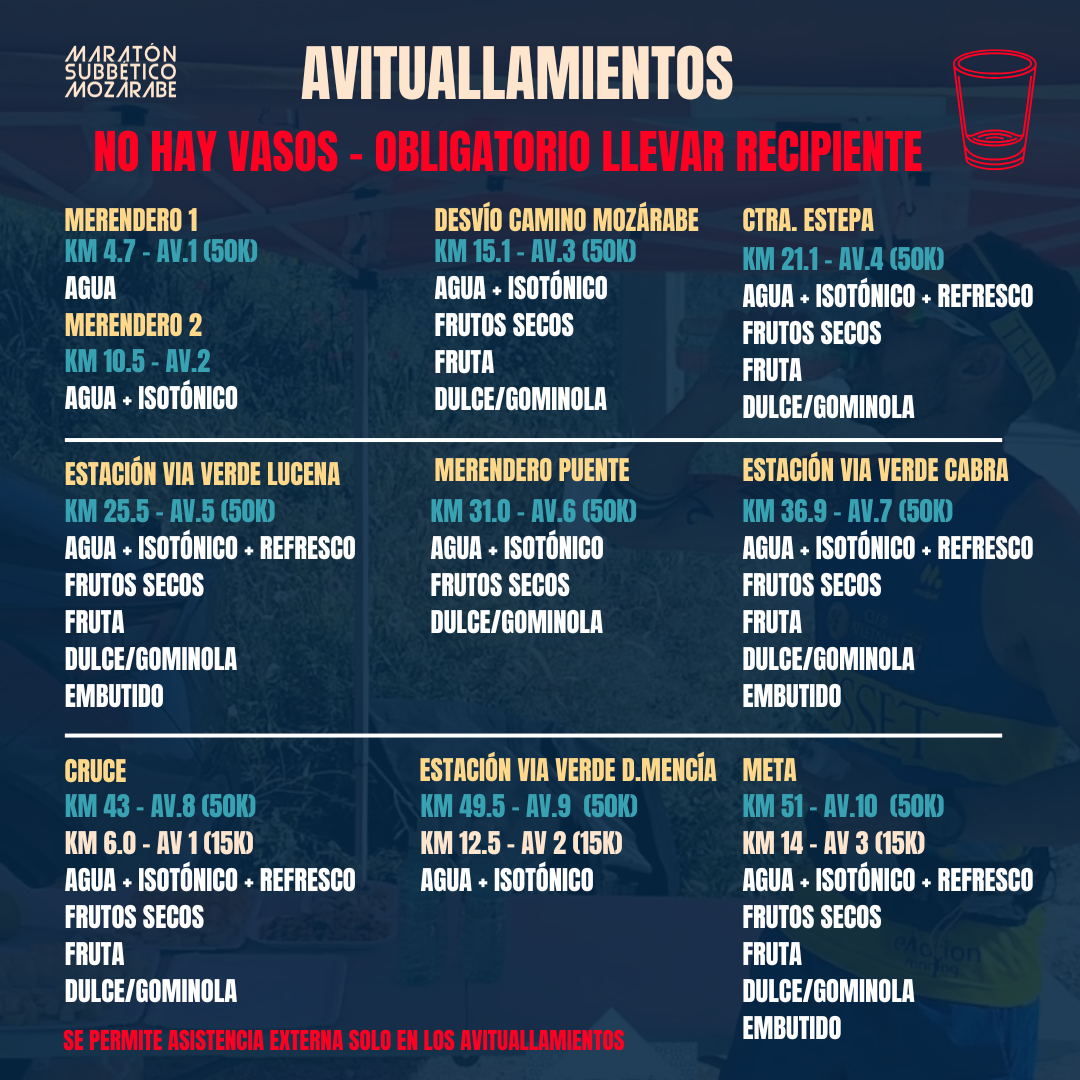 MARATÓN
SUBBÉTICO
MOZÁRABE
AVITUALLAMIENTOS
NO HAY VASOS - OBLIGATORIO LLEVAR RECIPIENTE
MERENDERO 1
KM 4.7 - AV.1 (50K)
AGUA
MERENDERO 2
KM 10.5 - AV.2
AGUA + ISOTÓNICO
DESVÍO CAMINO MOZÁRABE
KM 15.1 - AV.3 (50K)
AGUA + ISOTÓNICO
FRUTOS SECOS
FRUTA
DULCE/GOMINOLA
CTRA. ESTEPA
KM 21.1 - AV.4 (50K)
AGUA + ISOTÓNICO + REFRESCO
FRUTOS SECOS
FRUTA
DULCE/GOMINOLA
ESTACIÓN VIA VERDE LUCENA
KM 25.5 - AV.5 (50K)
AGUA + ISOTÓNICO + REFRESCO
FRUTOS SECOS
FRUTA
DULCE/GOMINOLA
EMBUTIDO
MERENDERO PUENTE
KM 31.0 - AV.6 (50K)
AGUA + ISOTÓNICO
FRUTOS SECOS
DULCE/GOMINOLA
ESTACIÓN VIA VERDE CABRA
KM 36.9 - AV.7 (50K)
AGUA + ISOTÓNICO + REFRESCO
FRUTOS SECOS
FRUTA
DULCE/GOMINOLA
EMBUTIDO
CRUCE
KM 43 - AV.8 (50K)
KM 6.0 - AV 1 (15K)
AGUA + ISOTÓNICO + REFRESCO
FRUTOS SECOS
FRUTA
DULCE/GOMINOLA
ESTACIÓN VIA VERDE D.MENCÍA
KM 49.5 - AV.9 (50K)
KM 12.5 - AV 2 (15K)
AGUA + ISOTÓNICO
META
KM 51 - AV.10 (50K)
KM 14 - AV 3 (15K)
AGUA + ISOTÓNICO + REFRESCO
FRUTOS SECOS
FRUTA
DULCE/GOMINOLA
EMBUTIDO
SE PERMITE ASISTENCIA EXTERNA SOLO EN LOS AVITUALLAMIENTOS